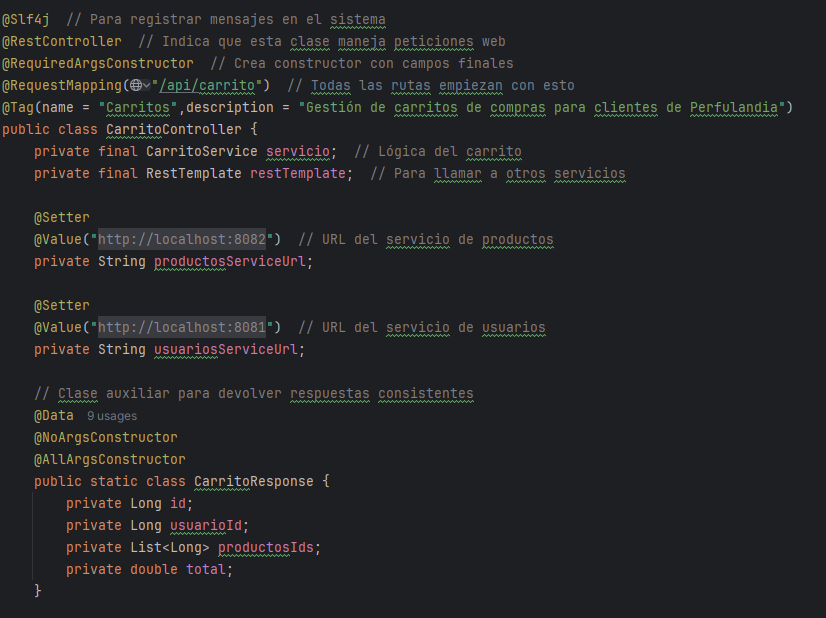 @Slf4j  // Para registrar mensajes en el sistema
@RestController  // Indica que esta clase maneja peticiones web
@RequiredArgsConstructor  // Crea constructor con campos finales
@RequestMapping("/api/carrito")  // Todas las rutas empiezan con esto
@Tag(name = "Carritos",description = "Gestión de carritos de compras para clientes de Perfulandia")
public class CarritoController {
    private final CarritoService servicio;  // Lógica del carrito
    private final RestTemplate restTemplate;  // Para llamar a otros servicios

    @Setter
    @Value("http://localhost:8082")  // URL del servicio de productos
    private String productosServiceUrl;

    @Setter
    @Value("http://localhost:8081")  // URL del servicio de usuarios
    private String usuariosServiceUrl;

    // Clase auxiliar para devolver respuestas consistentes
    @Data  9 usages
    @NoArgsConstructor
    @AllArgsConstructor
    public static class CarritoResponse {
        private Long id;
        private Long usuarioId;
        private List<Long> productosIds;
        private double total;
    }